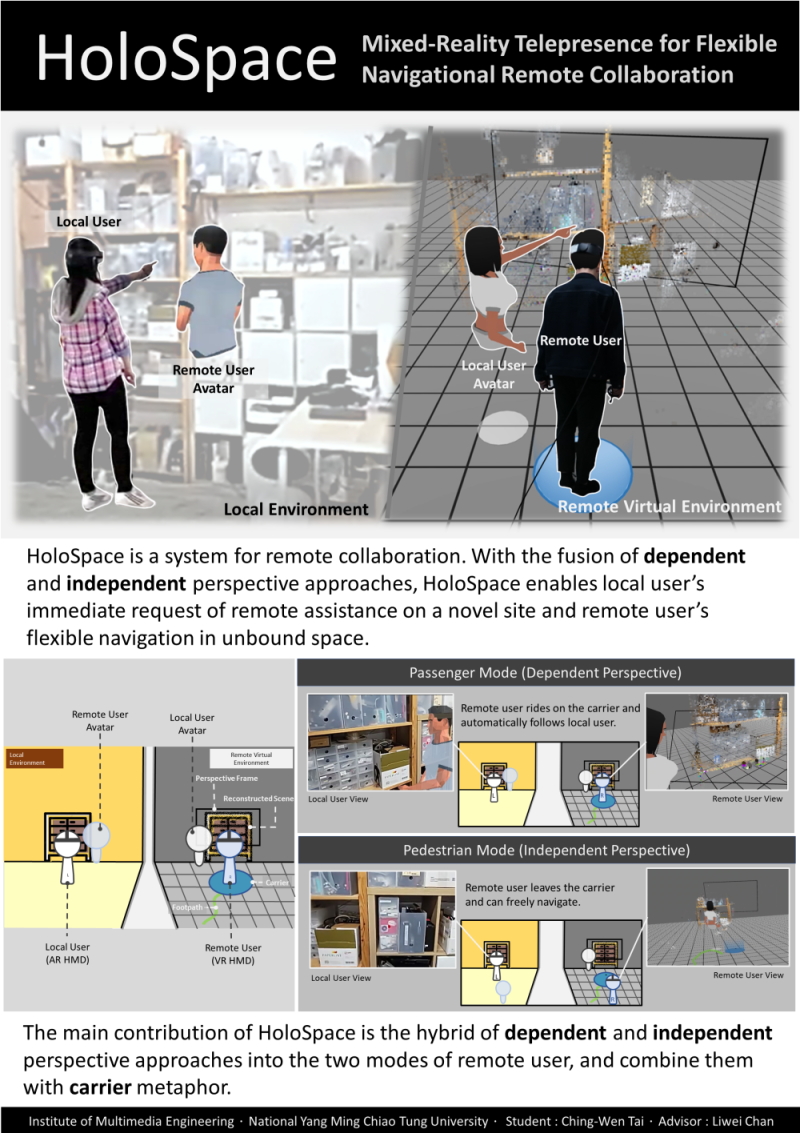 HoloSpace
Mixed-Reality Telepresence for Flexible
Navigational Remote Collaboration
Local User
Remote User
Avatar
Local Environment
Remote User
Local User
Avatar
Remote Virtual Environment
HoloSpace is a system for remote collaboration. With the fusion of dependent
and independent perspective approaches, HoloSpace enables local user's
immediate request of remote assistance on a novel site and remote user's
flexible navigation in unbound space.
Remote User
Avatar
Local User
Avatar
Local
Environment
Remote Virtual
Environment
Perspective Frame
Reconstructed Scene
Carrier
Footpath
Local User
(AR HMD)
Remote User
(VR HMD)
Passenger Mode (Dependent Perspective)
Remote user rides on the carrier and
automatically follows local user.
Local User View
Remote User View
Pedestrian Mode (Independent Perspective)
Remote user leaves the carrier
and can freely navigate.
Local User View
Remote User View
The main contribution of HoloSpace is the hybrid of dependent and independent
perspective approaches into the two modes of remote user, and combine them
with carrier metaphor.
Institute of Multimedia Engineering · National Yang Ming Chiao Tung University · Student : Ching-Wen Tai · Advisor : Liwei Chan